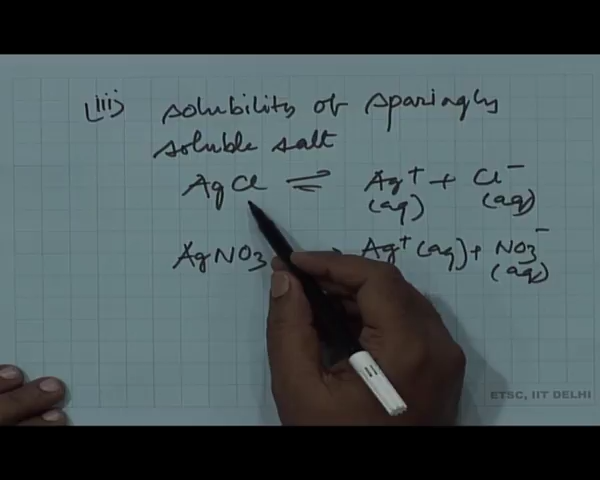 (iii) solubility of sparingly
soluble salt
AgCl ⇌ Ag⁺ + Cl⁻
(aq) (aq)
AgNO₃ → Ag⁺(aq) + NO₃⁻
(aq)
ETSC, IIT DELHI